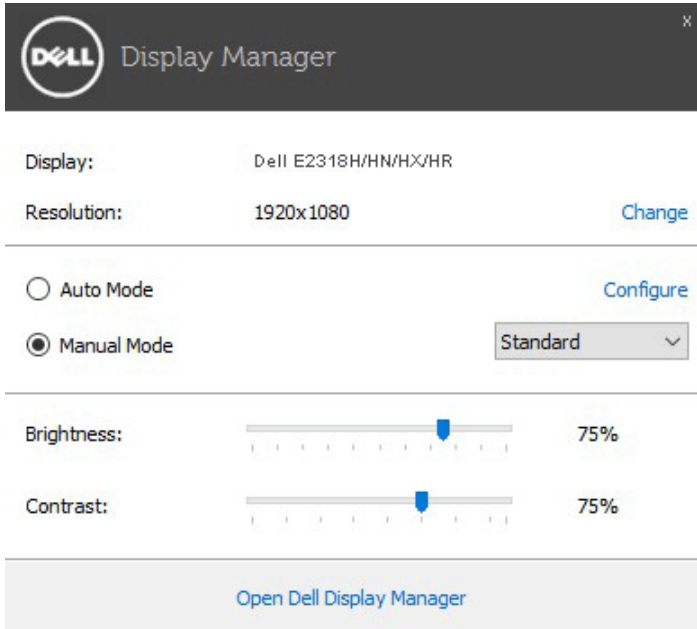 DELL Display Manager X
Display: Dell E2318H/HN/HX/HR
Resolution: 1920x1080 Change
Auto Mode Configure
Manual Mode Standard
Brightness: 75%
Contrast: 75%
Open Dell Display Manager